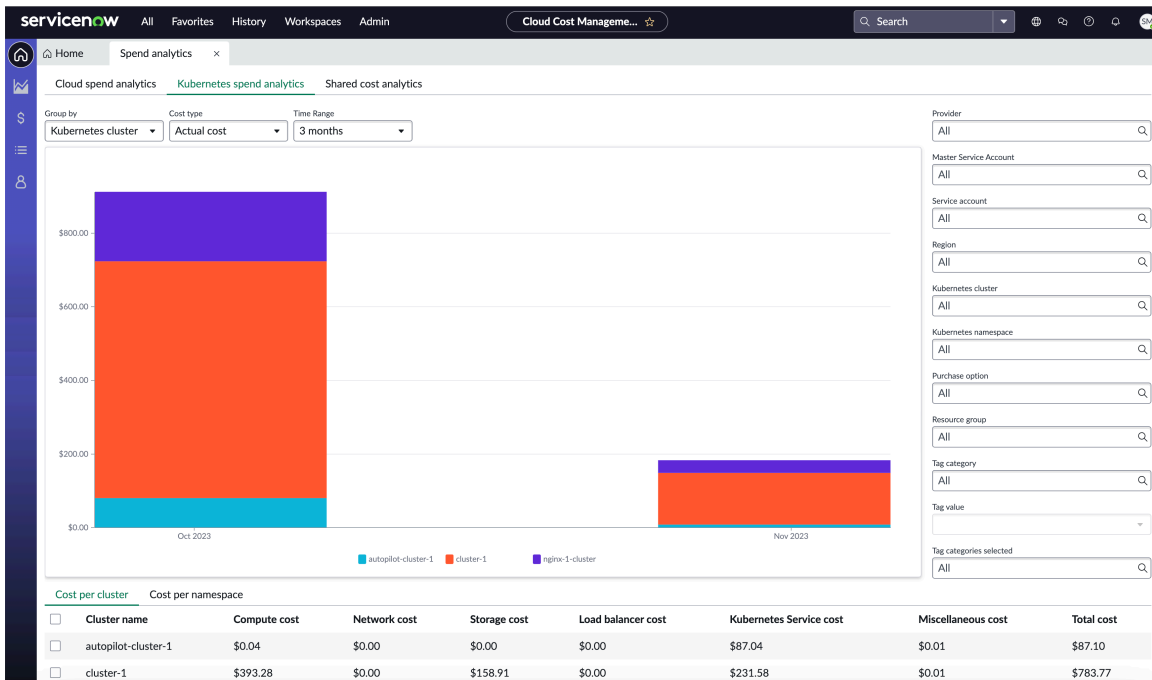 servicenow All Favorites History Workspaces Admin Cloud Cost Manageme... Search SM
Home Spend analytics ×
Cloud spend analytics Kubernetes spend analytics Shared cost analytics
Group by Cost type Time Range
Kubernetes cluster Actual cost 3 months
$800.00
$600.00
$400.00
$200.00
$0.00
Oct 2023 Nov 2023
autopilot-cluster-1 cluster-1 nginx-1-cluster
Provider
All
Master Service Account
All
Service account
All
Region
All
Kubernetes cluster
All
Kubernetes namespace
All
Purchase option
All
Resource group
All
Tag category
All
Tag value
Tag categories selected
All
Cost per cluster Cost per namespace
Cluster name Compute cost Network cost Storage cost Load balancer cost Kubernetes Service cost Miscellaneous cost Total cost
autopilot-cluster-1 $0.04 $0.00 $0.00 $0.00 $87.04 $0.01 $87.10
cluster-1 $393.28 $0.00 $158.91 $0.00 $231.58 $0.01 $783.77